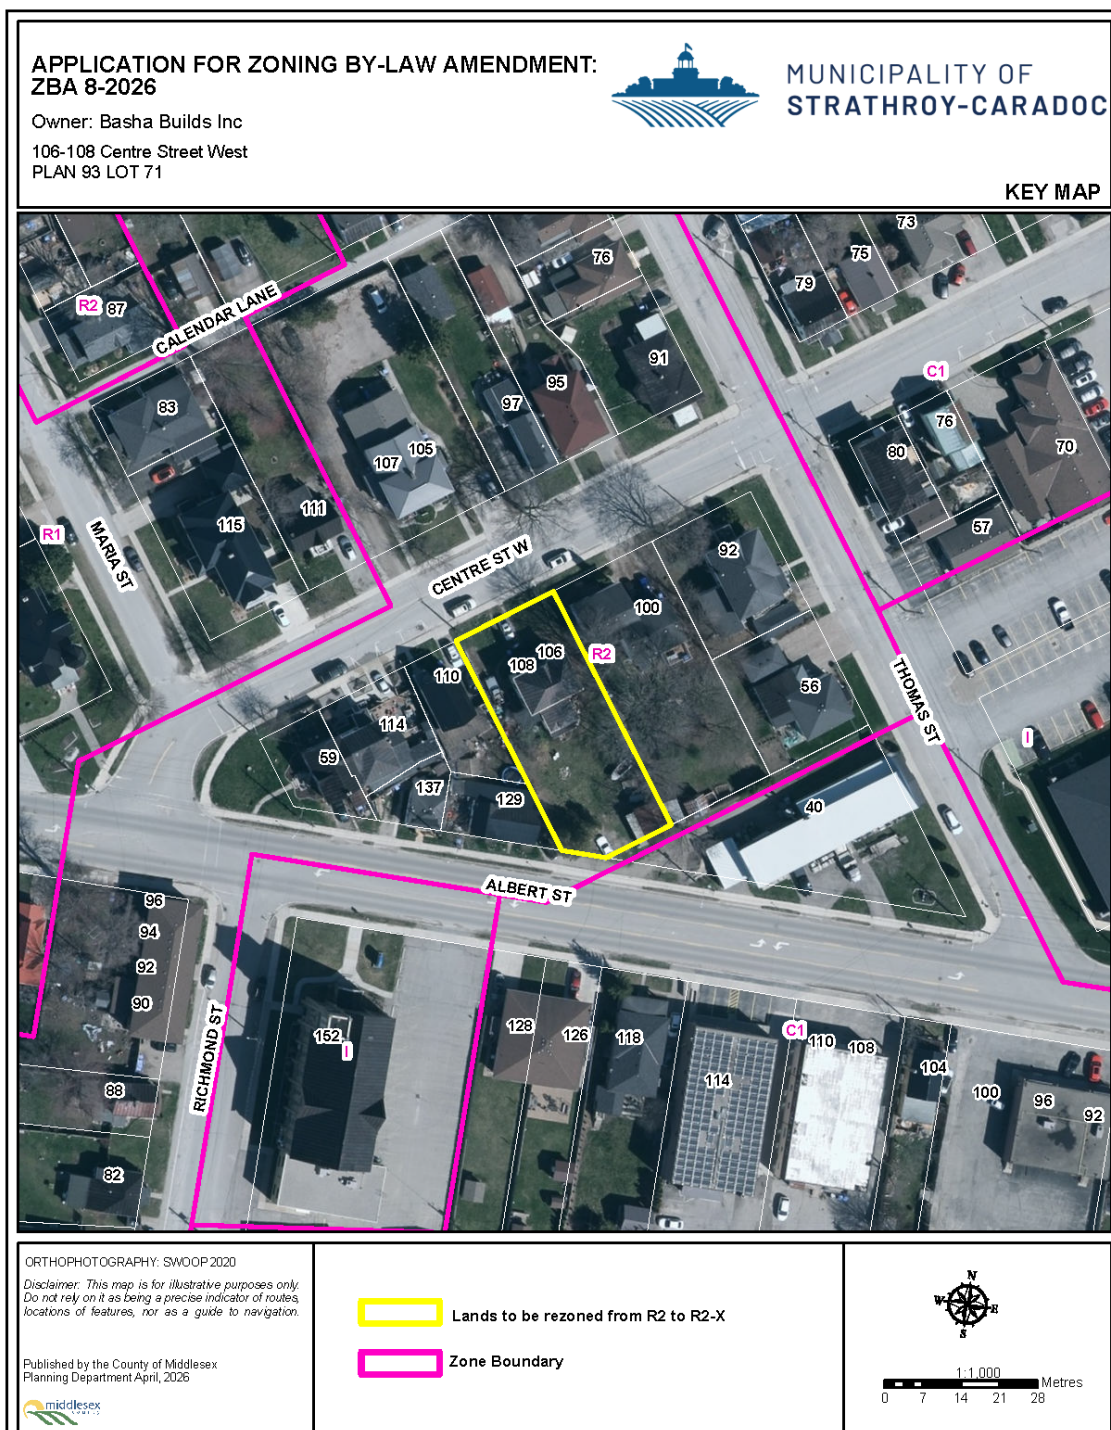 APPLICATION FOR ZONING BY-LAW AMENDMENT:
ZBA 8-2026
Owner: Basha Builds Inc
106-108 Centre Street West
PLAN 93 LOT 71
MUNICIPALITY OF
STRATHROY-CARADOC
KEY MAP
73
75
76
79
R2
87
CALENDAR LANE
91
C1
95
97
83
76
80
70
105
107
111
115
57
R1
MARIA ST
92
CENTRE ST W
100
106
R2
108
110
56
THOMAS ST
114
59
I
137
129
40
ALBERT ST
96
94
92
90
RICHMOND ST
152
I
128
126
118
C1
110
108
114
104
100
96
92
88
82
ORTHOPHOTOGRAPHY: SWOOP 2020
Disclaimer: This map is for illustrative purposes only.
Do not rely on it as being a precise indicator of routes,
locations of features, nor as a guide to navigation.
Published by the County of Middlesex
Planning Department April, 2026
middlesex
county
Lands to be rezoned from R2 to R2-X
Zone Boundary
N
W
E
S
1:1,000
Metres
0 7 14 21 28